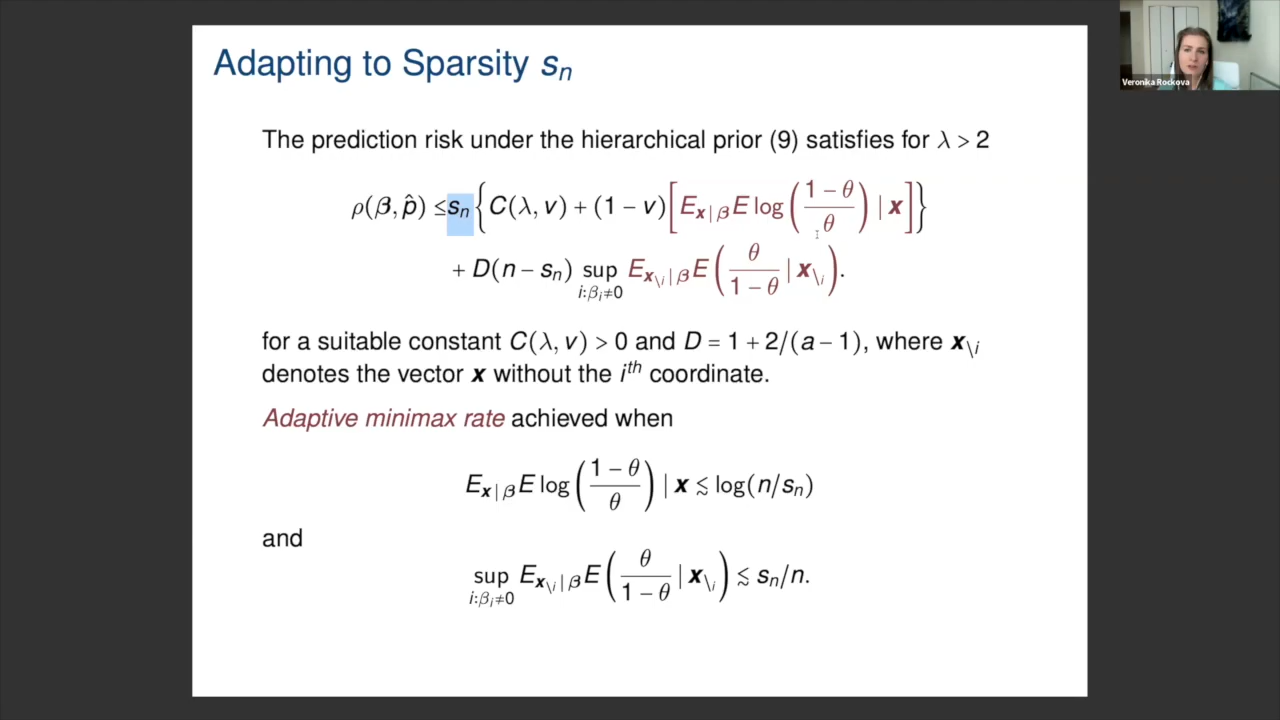 Adapting to Sparsity sₙ
Veronika Rockova
The prediction risk under the hierarchical prior (9) satisfies for λ > 2
ρ(β, p̂) ≤ sₙ { C(λ, v) + (1 − v) [ E_{x | β} E log ( (1 − θ) / θ ) | x ] }
+ D(n − sₙ) sup_{i:βᵢ≠0} E_{x\i | β} E ( θ / (1 − θ) | x\i ).
for a suitable constant C(λ, v) > 0 and D = 1 + 2/(a − 1), where x\i
denotes the vector x without the iᵗʰ coordinate.
Adaptive minimax rate achieved when
E_{x | β} E log ( (1 − θ) / θ ) | x ≲ log(n/sₙ)
and
sup_{i:βᵢ≠0} E_{x\i | β} E ( θ / (1 − θ) | x\i ) ≲ sₙ/n.